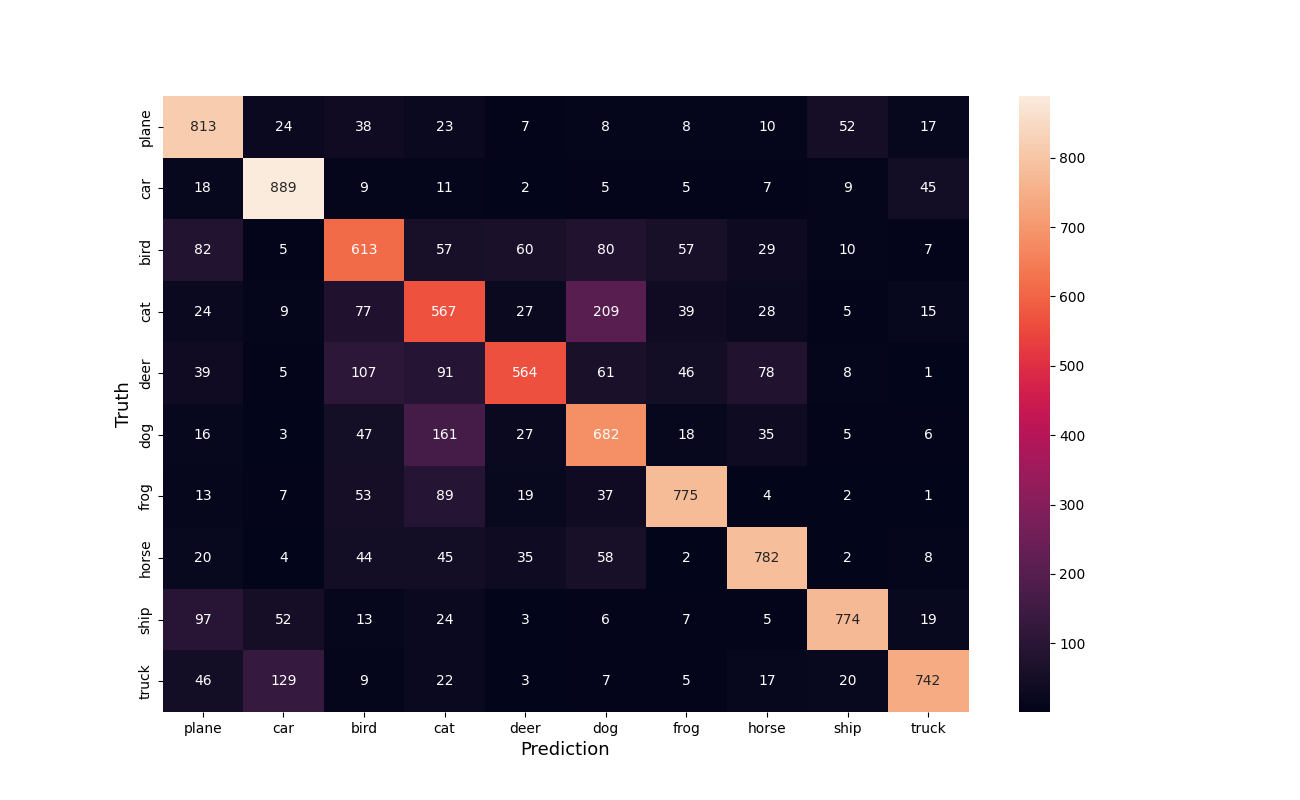 plane 813 24 38 23 7 8 8 10 52 17
car 18 889 9 11 2 5 5 7 9 45
bird 82 5 613 57 60 80 57 29 10 7
cat 24 9 77 567 27 209 39 28 5 15
deer 39 5 107 91 564 61 46 78 8 1
dog 16 3 47 161 27 682 18 35 5 6
frog 13 7 53 89 19 37 775 4 2 1
horse 20 4 44 45 35 58 2 782 2 8
ship 97 52 13 24 3 6 7 5 774 19
truck 46 129 9 22 3 7 5 17 20 742
plane car bird cat deer dog frog horse ship truck
Prediction
Truth
800
700
600
500
400
300
200
100